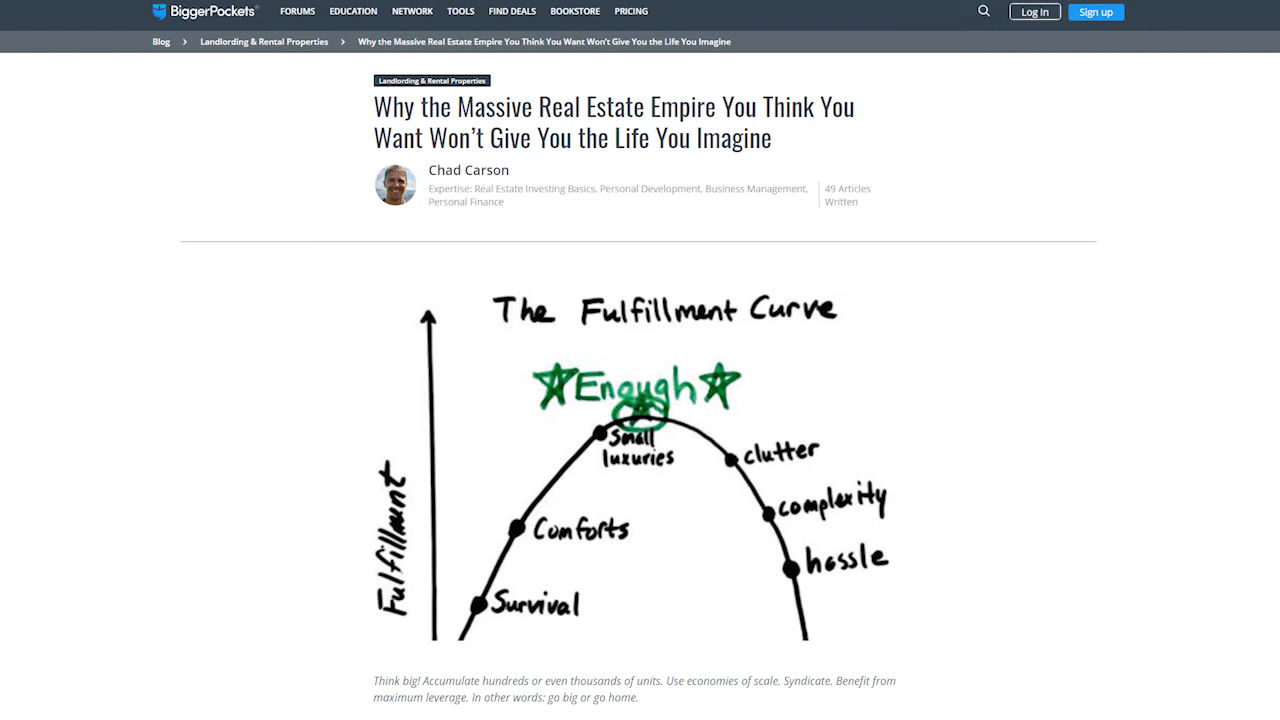 BiggerPockets
FORUMS EDUCATION NETWORK TOOLS FIND DEALS BOOKSTORE PRICING
Log In Sign up
Blog > Landlording & Rental Properties > Why the Massive Real Estate Empire You Think You Want Won't Give You the Life You Imagine
Landlording & Rental Properties
Why the Massive Real Estate Empire You Think You
Want Won't Give You the Life You Imagine
Chad Carson
Expertise: Real Estate Investing Basics, Personal Development, Business Management,
Personal Finance
49 Articles
Written
The Fulfillment Curve
Enough
Small
luxuries
clutter
complexity
Comforts
hassle
Survival
Fulfillment
Think big! Accumulate hundreds or even thousands of units. Use economies of scale. Syndicate. Benefit from
maximum leverage. In other words: go big or go home.